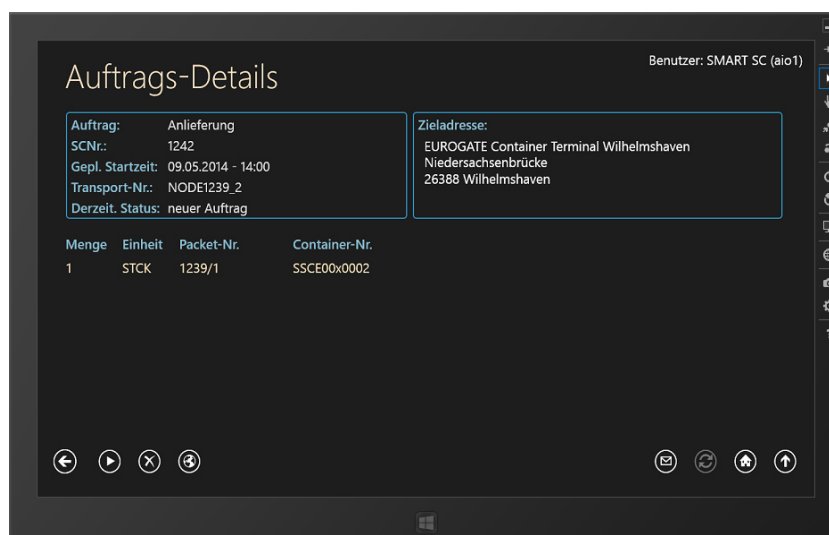 Benutzer: SMART SC (aio1)
Auftrags-Details
Auftrag: Anlieferung
SCNr.: 1242
Gepl. Startzeit: 09.05.2014 - 14:00
Transport-Nr.: NODE1239_2
Derzeit. Status: neuer Auftrag
Zieladresse:
EUROGATE Container Terminal Wilhelmshaven
Niedersachsenbrücke
26388 Wilhelmshaven
Menge Einheit Packet-Nr. Container-Nr.
1 STCK 1239/1 SSCE00x0002